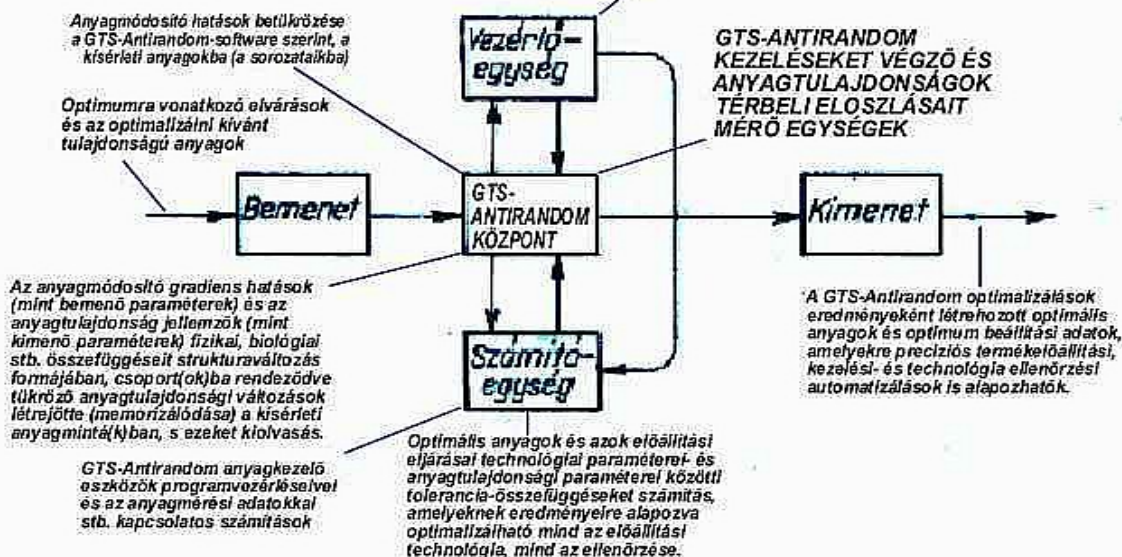 Anyagmódosító hatások betükrözése
a GTS-Antirandom-software szerint, a
kisérleti anyagokba (a sorozataikba)
Optimumra vonatkozó elvárások
és az optimalizálni kívánt
tulajdonságú anyagok
Vezérlő-
egység
GTS-ANTIRANDOM
KEZELÉSEKET VÉGZŐ ÉS
ANYAGTULAJDONSÁGOK
TÉRBELI ELOSZLÁSAIT
MÉRŐ EGYSÉGEK
Bemenet
GTS-
ANTIRANDOM
KÖZPONT
Kimenet
Az anyagmódosító gradiens hatások
(mint bemenő paraméterek) és az
anyagtulajdonság jellemzők (mint
kimenő paraméterek) fizikai, biológiai
stb. összefüggéseit strukturaváltozás
formájában, csoport(ok)ba rendeződve
tükröző anyagtulajdonsági változások
létrejötte (memorizálódása) a kisérleti
anyagmintá(k)ban, s ezeket kiolvasás.
Számító-
egység
A GTS-Antirandom optimalizálások
eredményeként létrehozott optimális
anyagok és optimum beállítási adatok,
amelyekre preciziós termékelőállítási,
kezelési- és technológia ellenőrzési
automatizálások is alapozhatók.
GTS-Antirandom anyagkezelő
eszközök programvezérléseivel
és az anyagmérési adatokkal
stb. kapcsolatos számítások
Optimális anyagok és azok előállítási
eljárásai technológiai paraméterei- és
anyagtulajdonsági paraméterei közötti
tolerancia-összefüggéseket számítás,
amelyeknek eredményeire alapozva
optimalizálható mind az előállítási
technológia, mind az ellenőrzése.